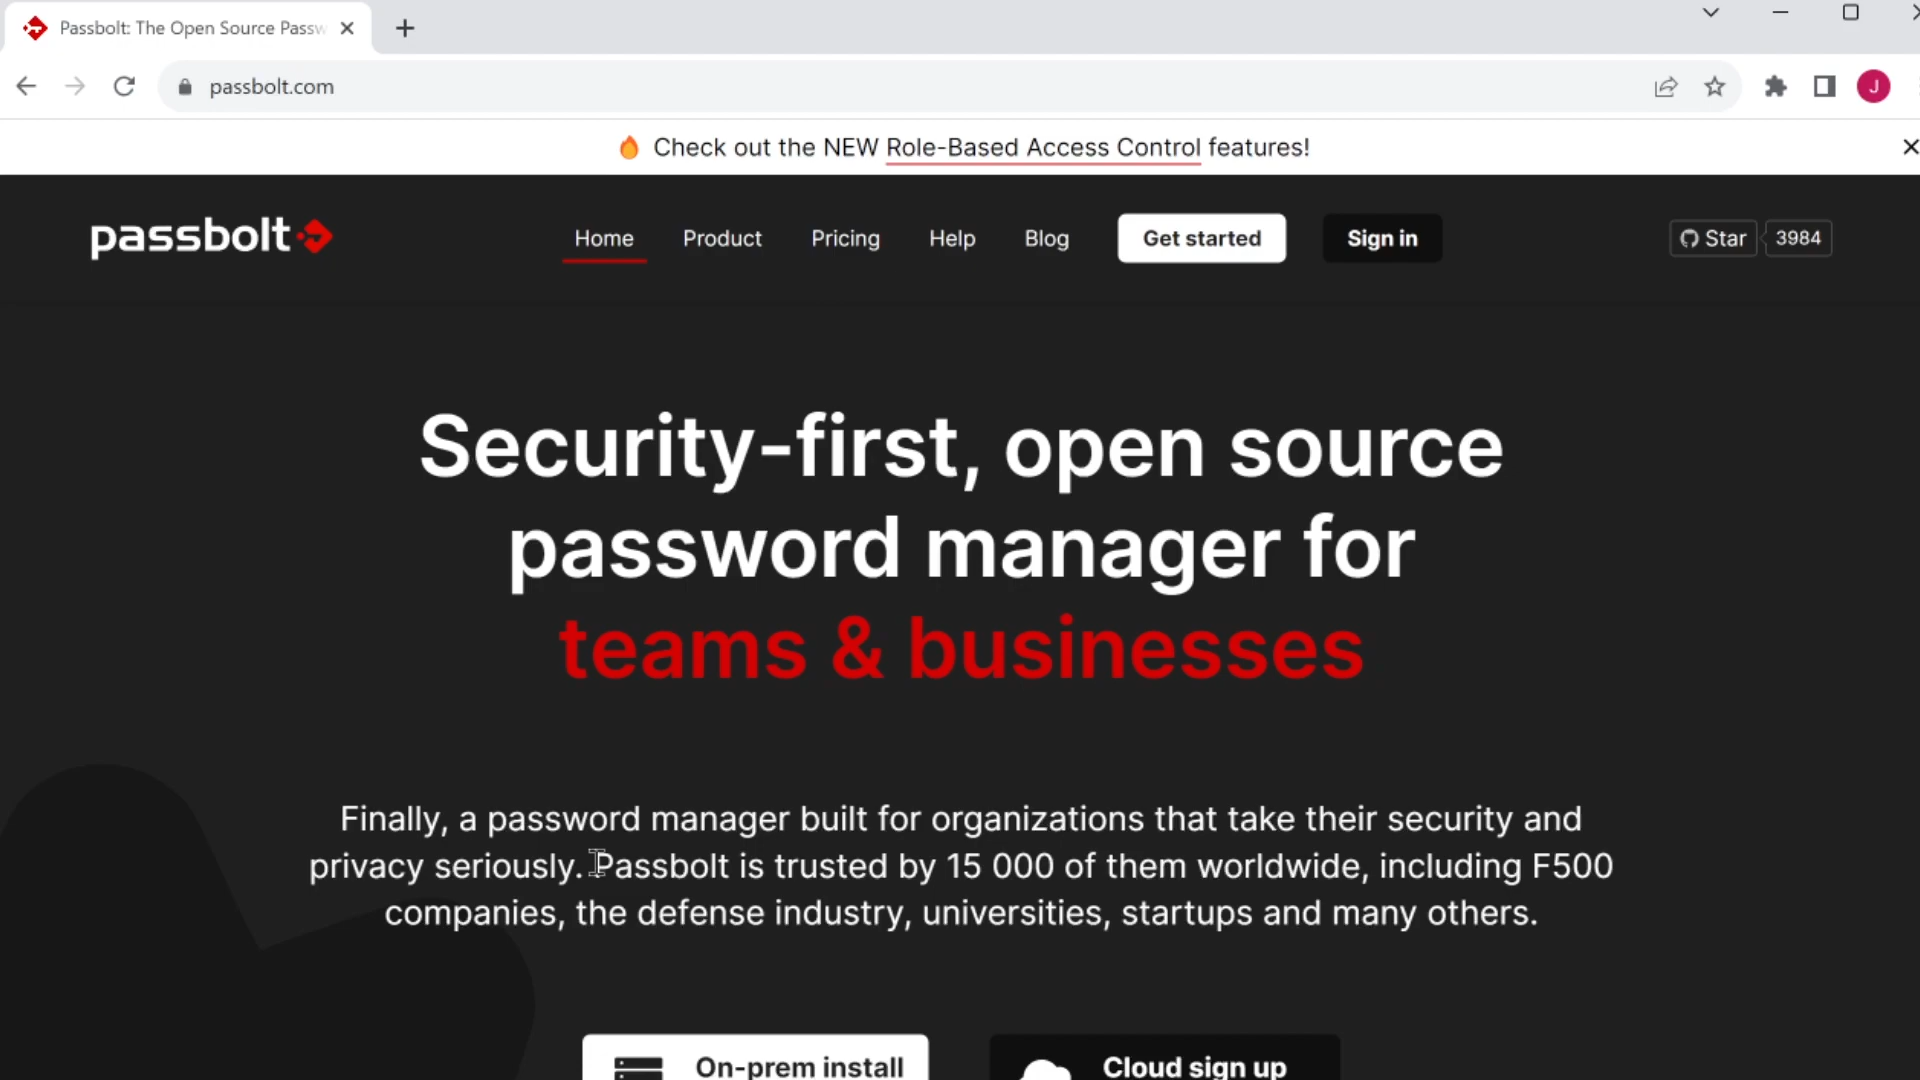 Passbolt: The Open Source Passw
passbolt.com
J
Check out the NEW Role-Based Access Control features!
passbolt
Home
Product
Pricing
Help
Blog
Get started
Sign in
Star
3984
Security-first, open source
password manager for
teams & businesses
Finally, a password manager built for organizations that take their security and
privacy seriously. Passbolt is trusted by 15 000 of them worldwide, including F500
companies, the defense industry, universities, startups and many others.
On-prem install
Cloud sign up